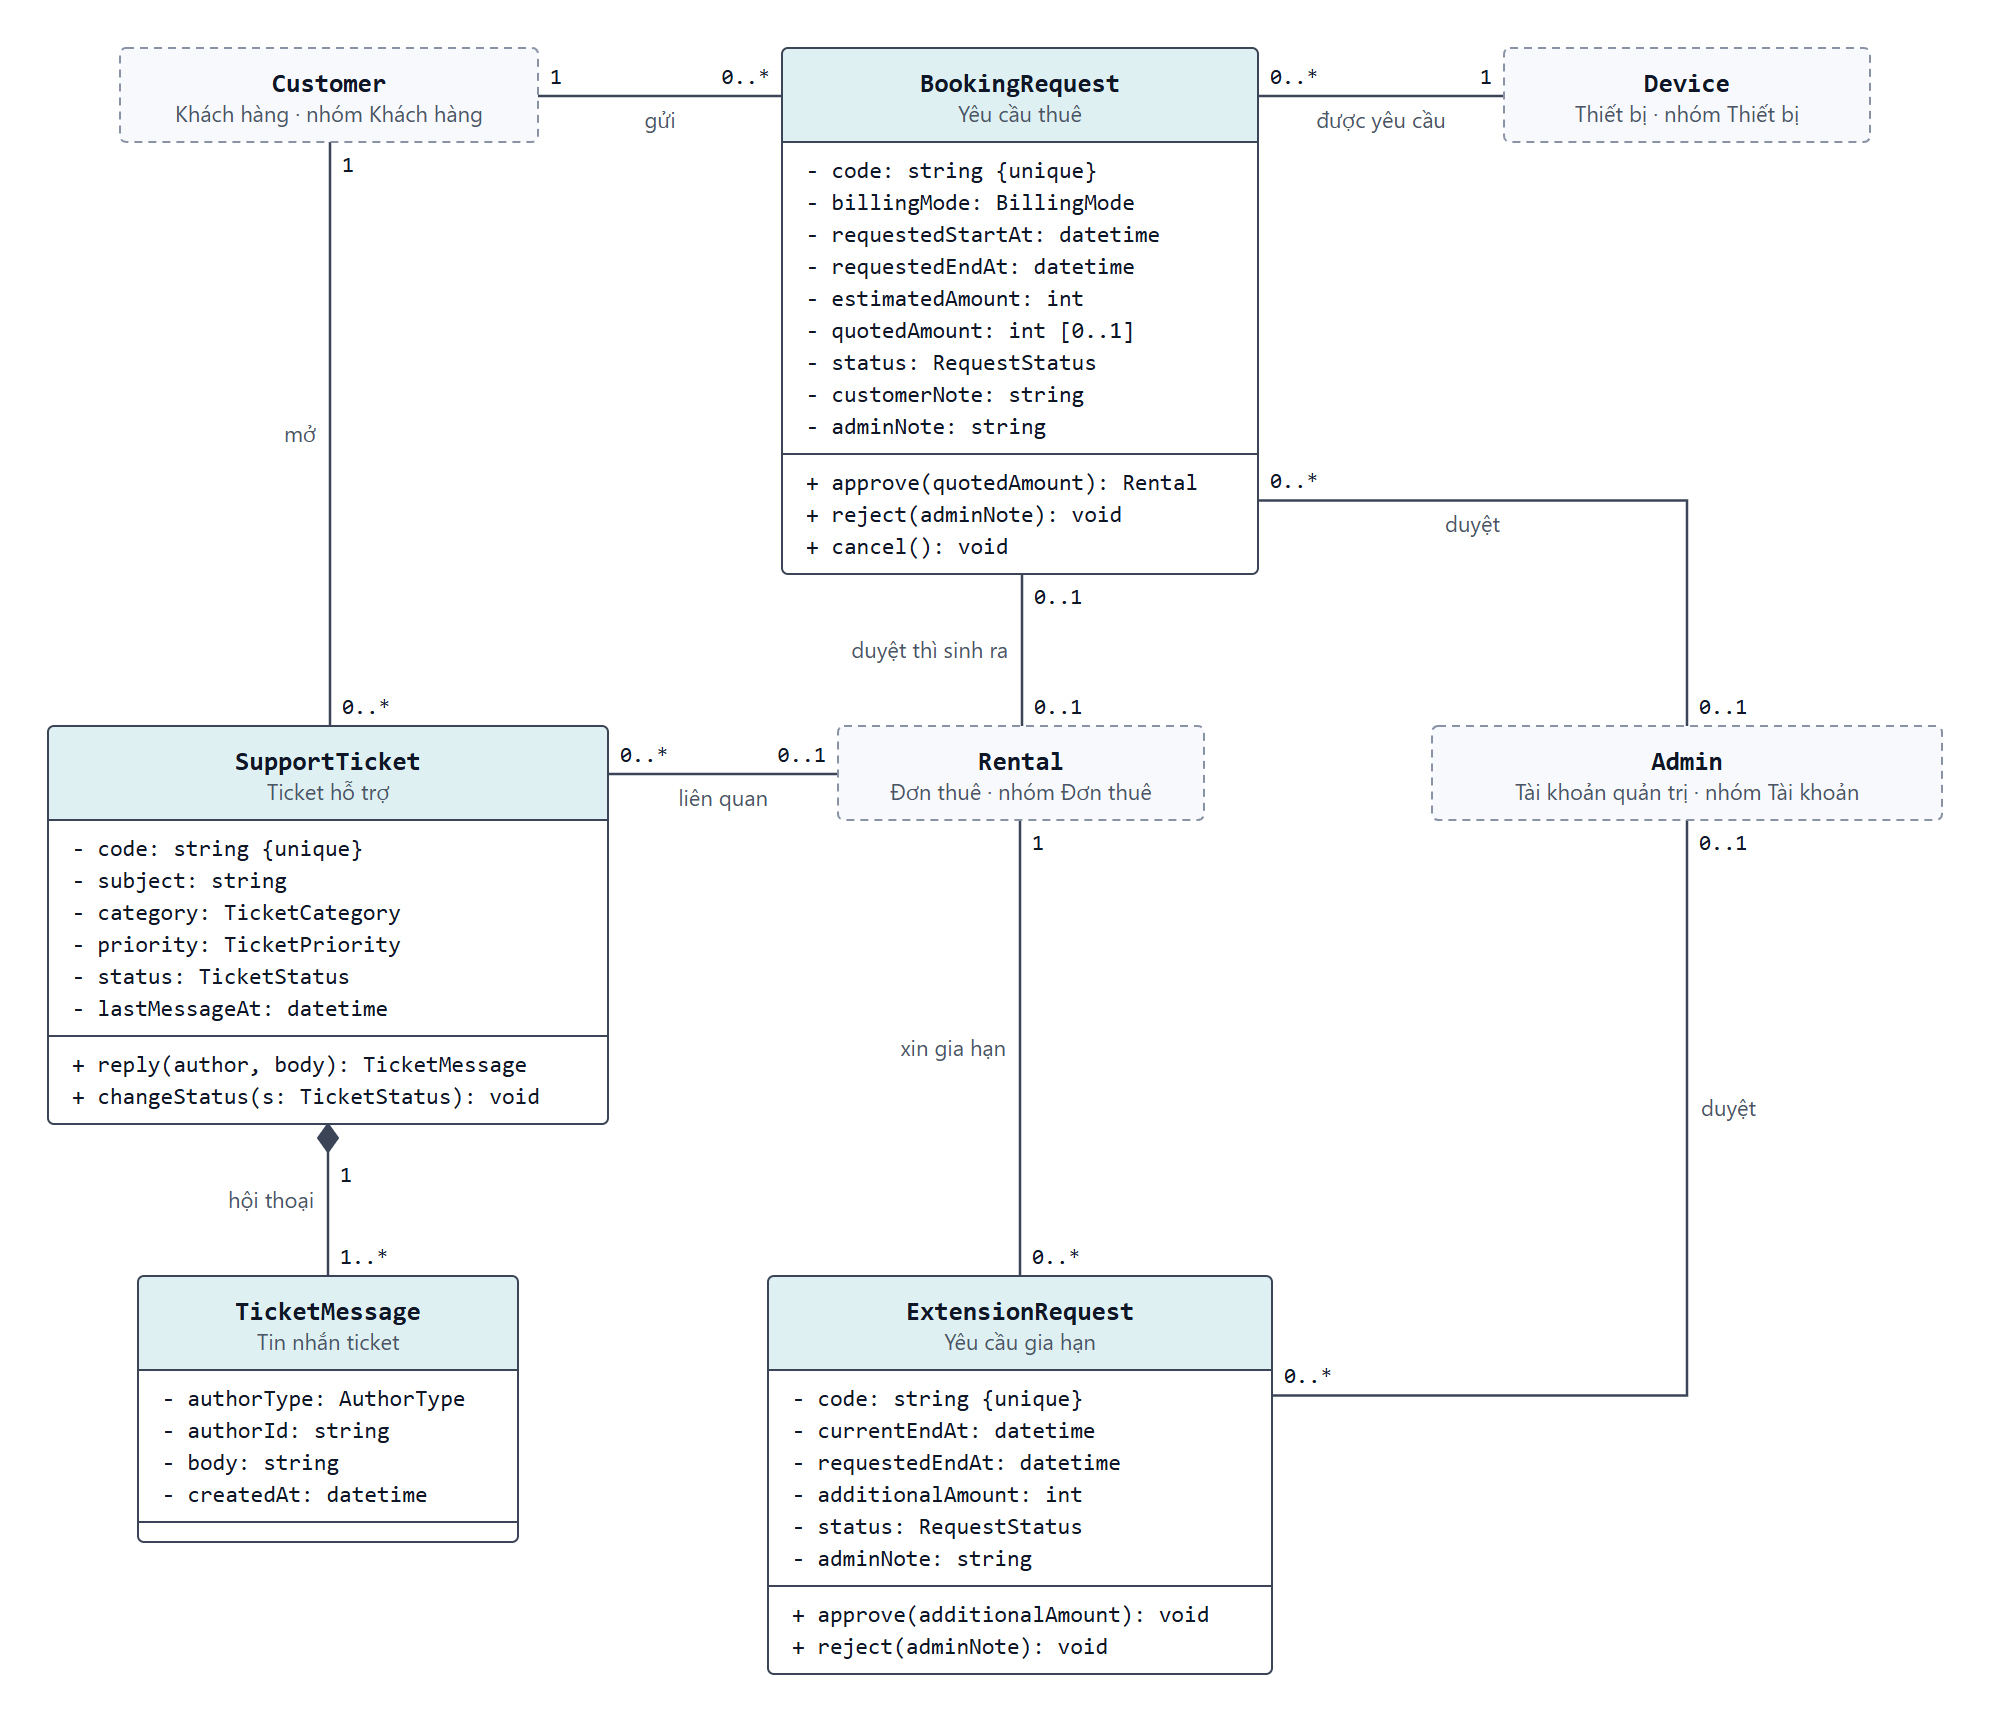 Customer
Khách hàng · nhóm Khách hàng
1
0..*
gửi
BookingRequest
Yêu cầu thuê
- code: string {unique}
- billingMode: BillingMode
- requestedStartAt: datetime
- requestedEndAt: datetime
- estimatedAmount: int
- quotedAmount: int [0..1]
- status: RequestStatus
- customerNote: string
- adminNote: string
+ approve(quotedAmount): Rental
+ reject(adminNote): void
+ cancel(): void
0..*
1
được yêu cầu
Device
Thiết bị · nhóm Thiết bị
1
mở
0..*
0..*
duyệt
0..1
0..1
duyệt thì sinh ra
0..1
SupportTicket
Ticket hỗ trợ
- code: string {unique}
- subject: string
- category: TicketCategory
- priority: TicketPriority
- status: TicketStatus
- lastMessageAt: datetime
+ reply(author, body): TicketMessage
+ changeStatus(s: TicketStatus): void
0..*
0..1
liên quan
Rental
Đơn thuê · nhóm Đơn thuê
Admin
Tài khoản quản trị · nhóm Tài khoản
1
xin gia hạn
0..*
0..1
duyệt
0..*
1
hội thoại
1..*
TicketMessage
Tin nhắn ticket
- authorType: AuthorType
- authorId: string
- body: string
- createdAt: datetime
ExtensionRequest
Yêu cầu gia hạn
- code: string {unique}
- currentEndAt: datetime
- requestedEndAt: datetime
- additionalAmount: int
- status: RequestStatus
- adminNote: string
+ approve(additionalAmount): void
+ reject(adminNote): void